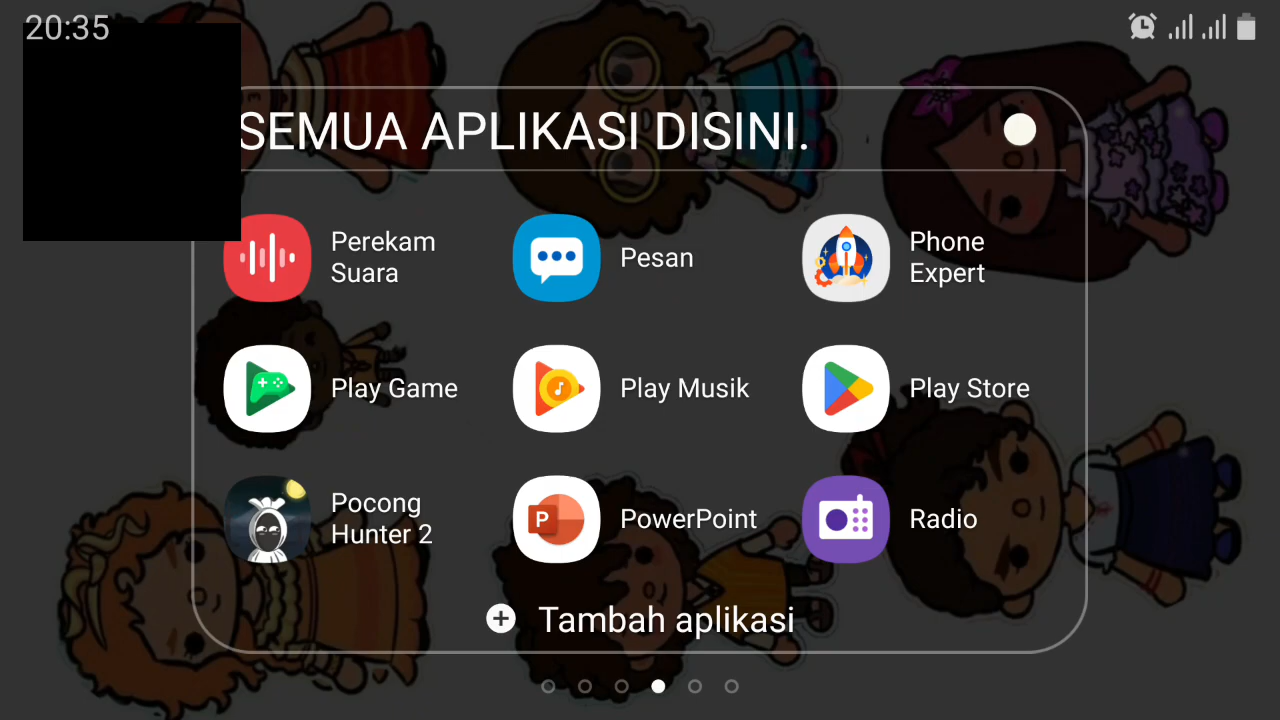 20:35
SEMUA APLIKASI DISINI.
Perekam
Suara
Pesan
Phone
Expert
Play Game
Play Musik
Play Store
Pocong
Hunter 2
P
PowerPoint
Radio
Tambah aplikasi